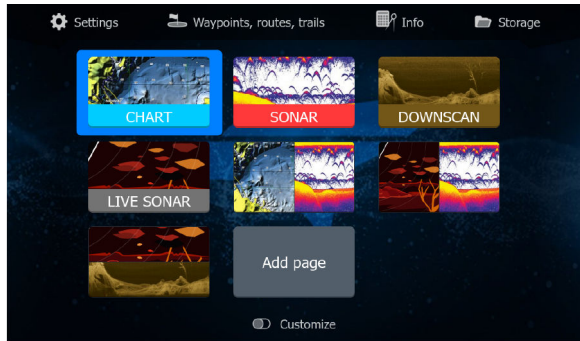 Settings
Waypoints, routes, trails
Info
Storage
CHART
SONAR
DOWNSCAN
LIVE SONAR
Add page
Customize